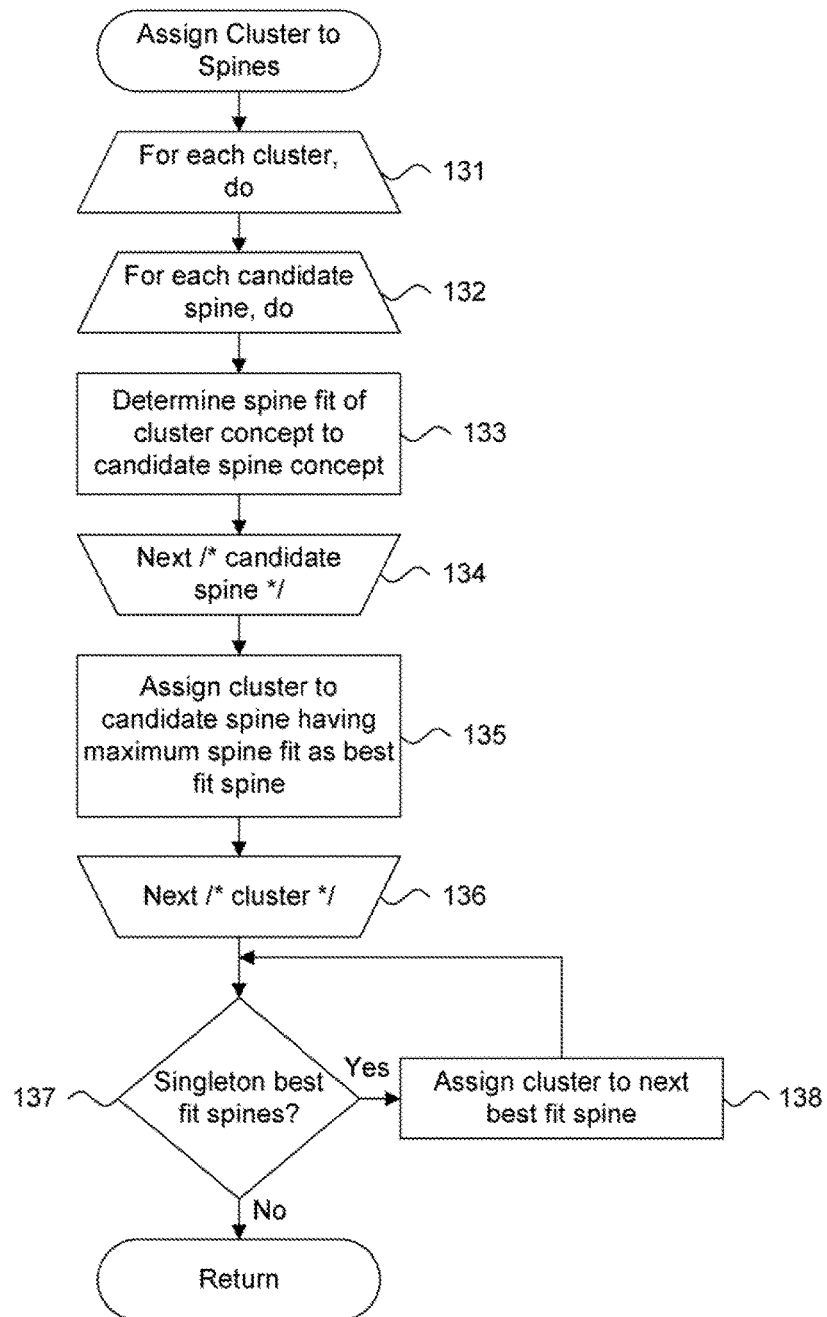 Assign Cluster to
Spines
For each cluster,
do
131
For each candidate
spine, do
132
Determine spine fit of
cluster concept to
candidate spine concept
133
Next /* candidate
spine */
134
Assign cluster to
candidate spine having
maximum spine fit as best
fit spine
135
Next /* cluster */
136
137
Singleton best
fit spines?
Yes
Assign cluster to next
best fit spine
138
No
Return